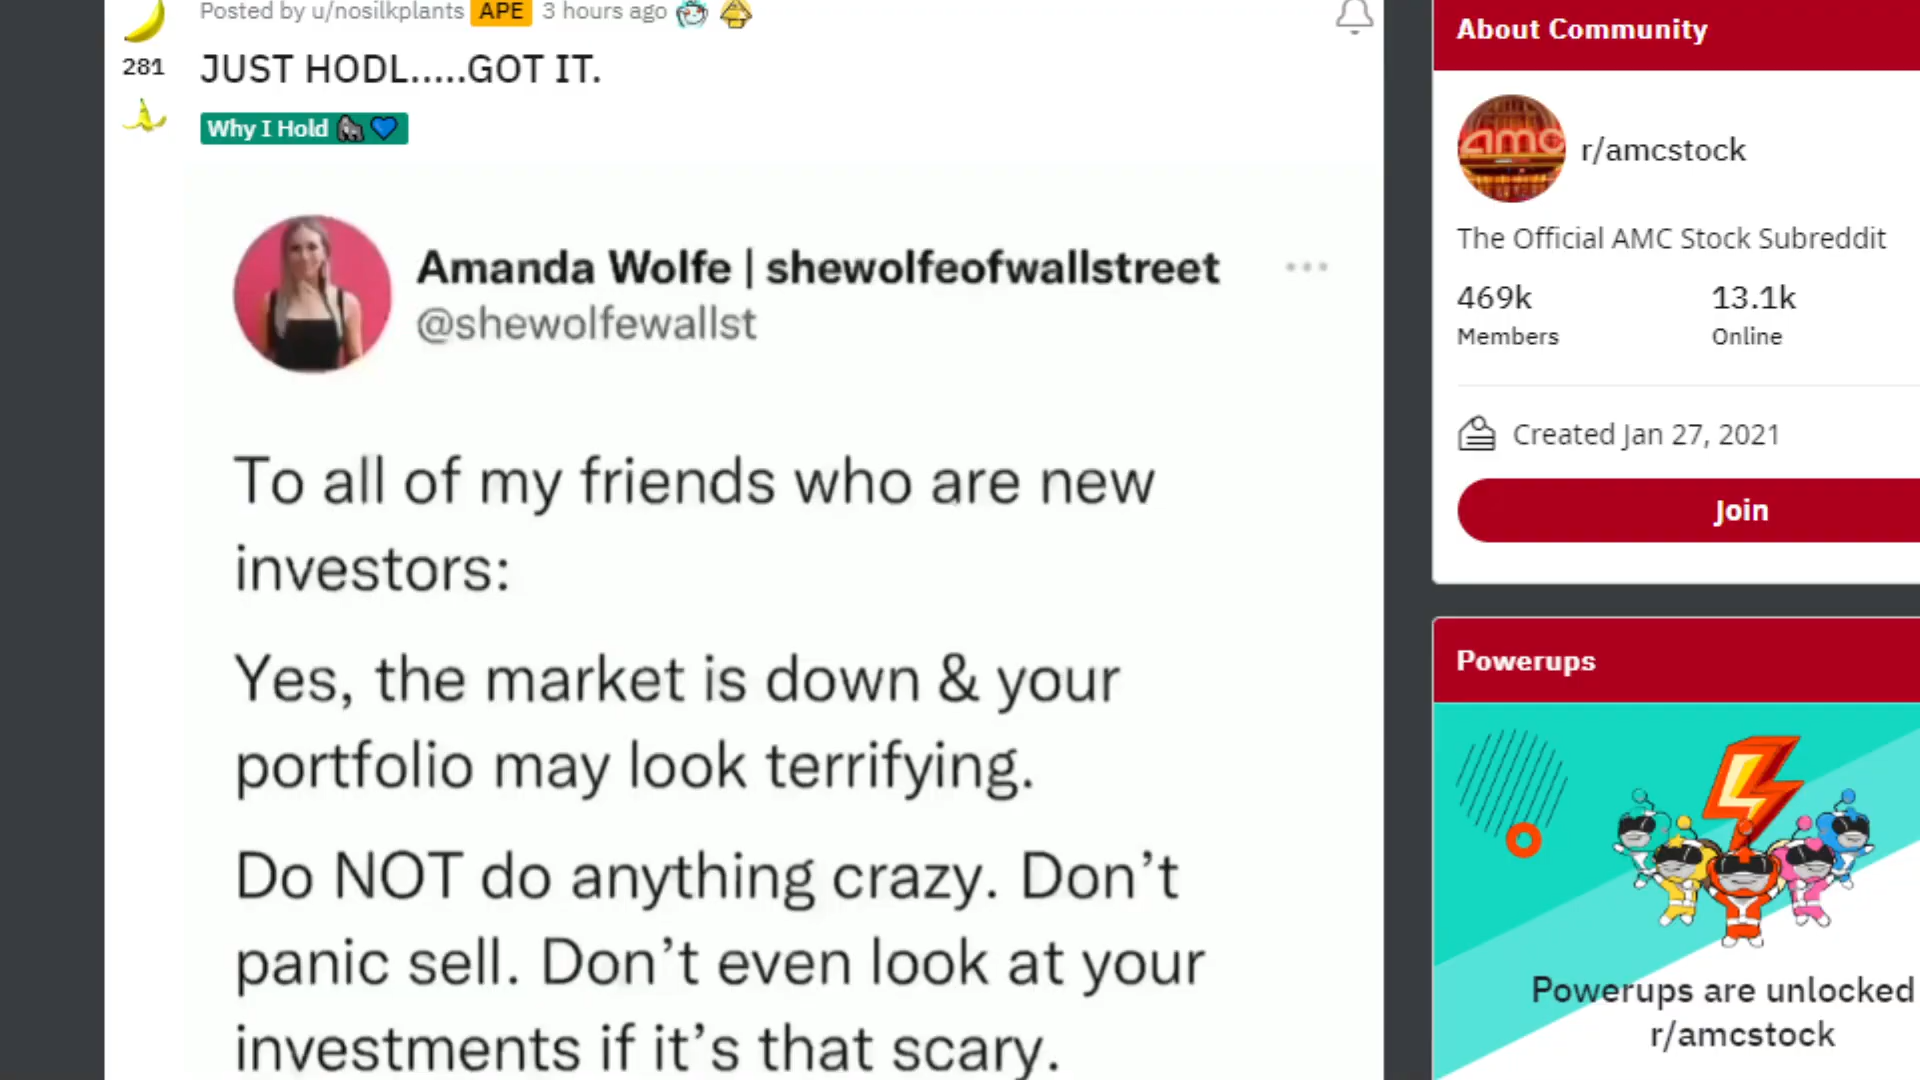 Posted by u/nosilkplants APE 3 hours ago
281
JUST HODL.....GOT IT.
Why I Hold
Amanda Wolfe | shewolfeofwallstreet
@shewolfewallst
To all of my friends who are new
investors:
Yes, the market is down & your
portfolio may look terrifying.
Do NOT do anything crazy. Don’t
panic sell. Don’t even look at your
investments if it’s that scary.
About Community
amc
r/amcstock
The Official AMC Stock Subreddit
469k 13.1k
Members Online
Created Jan 27, 2021
Join
Powerups
Powerups are unlocked
r/amcstock